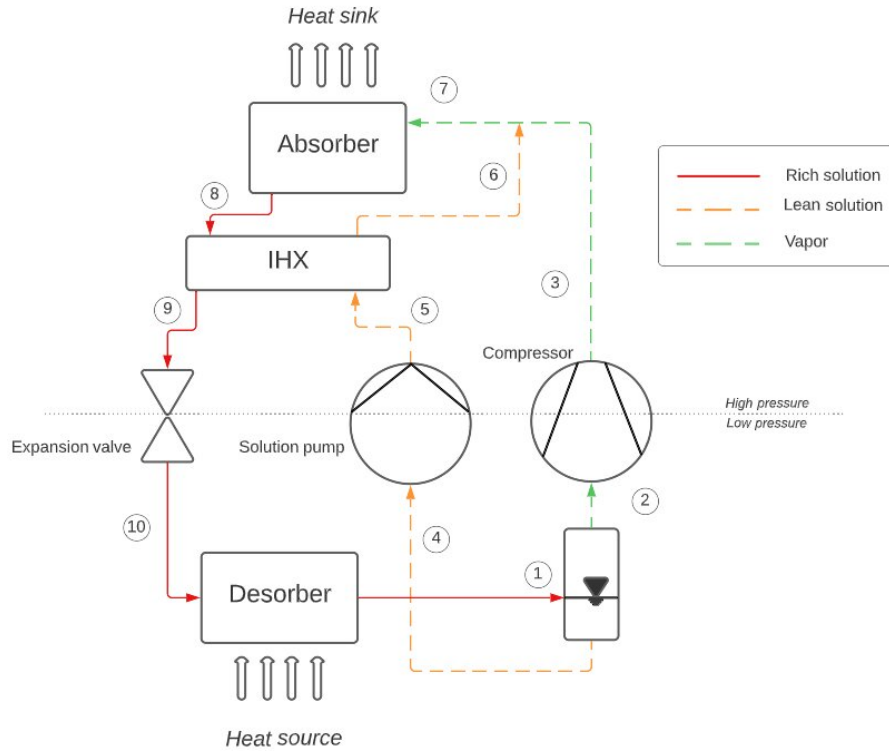 Heat sink
7
Absorber
Rich solution
6
8
Lean solution
Vapor
IHX
3
9
5
Compressor
High pressure
Low pressure
Expansion valve
Solution pump
2
10
4
1
Desorber
Heat source